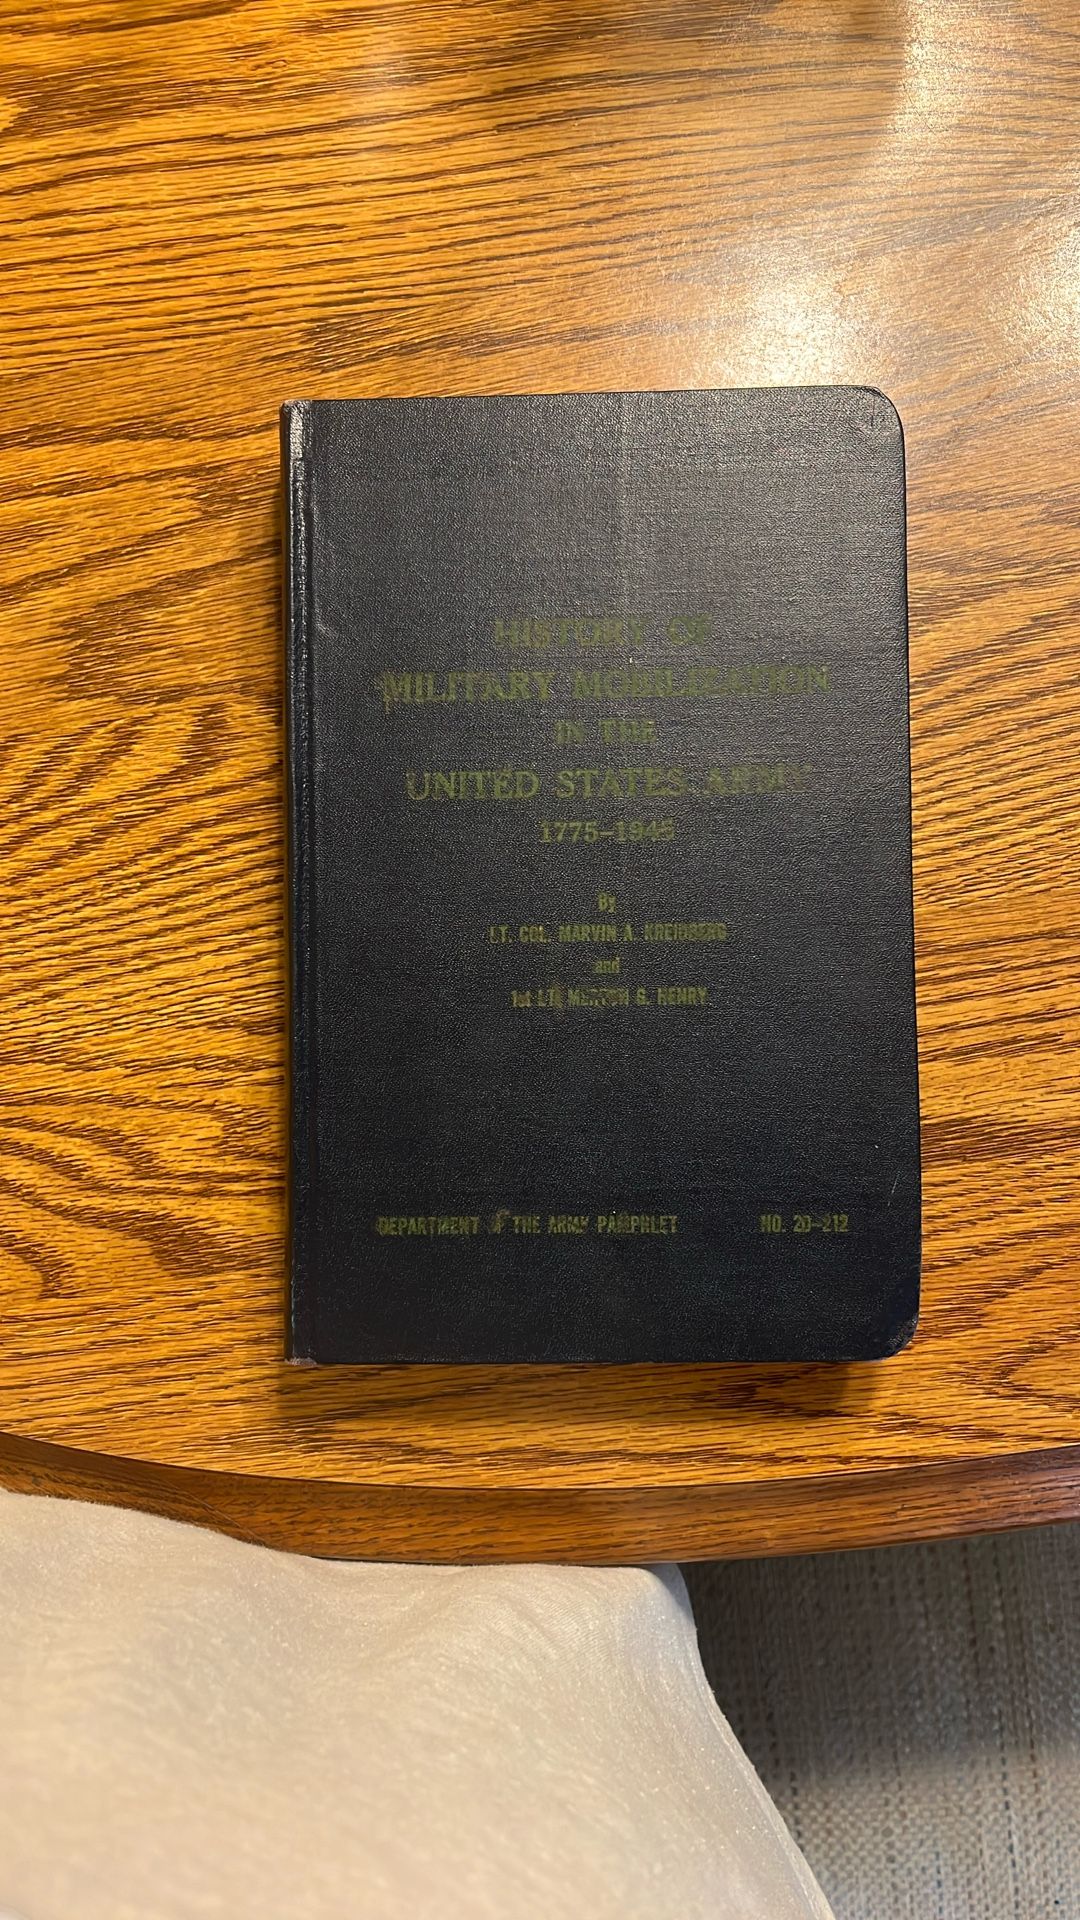 HISTORY OF
MILITARY MOBILIZATION
IN THE
UNITED STATES ARMY
1775-1945
By
LT. COL. MARVIN A. KREIDBERG
and
1st LT. MERTON G. HENRY
DEPARTMENT of THE ARMY PAMPHLET NO. 20-212